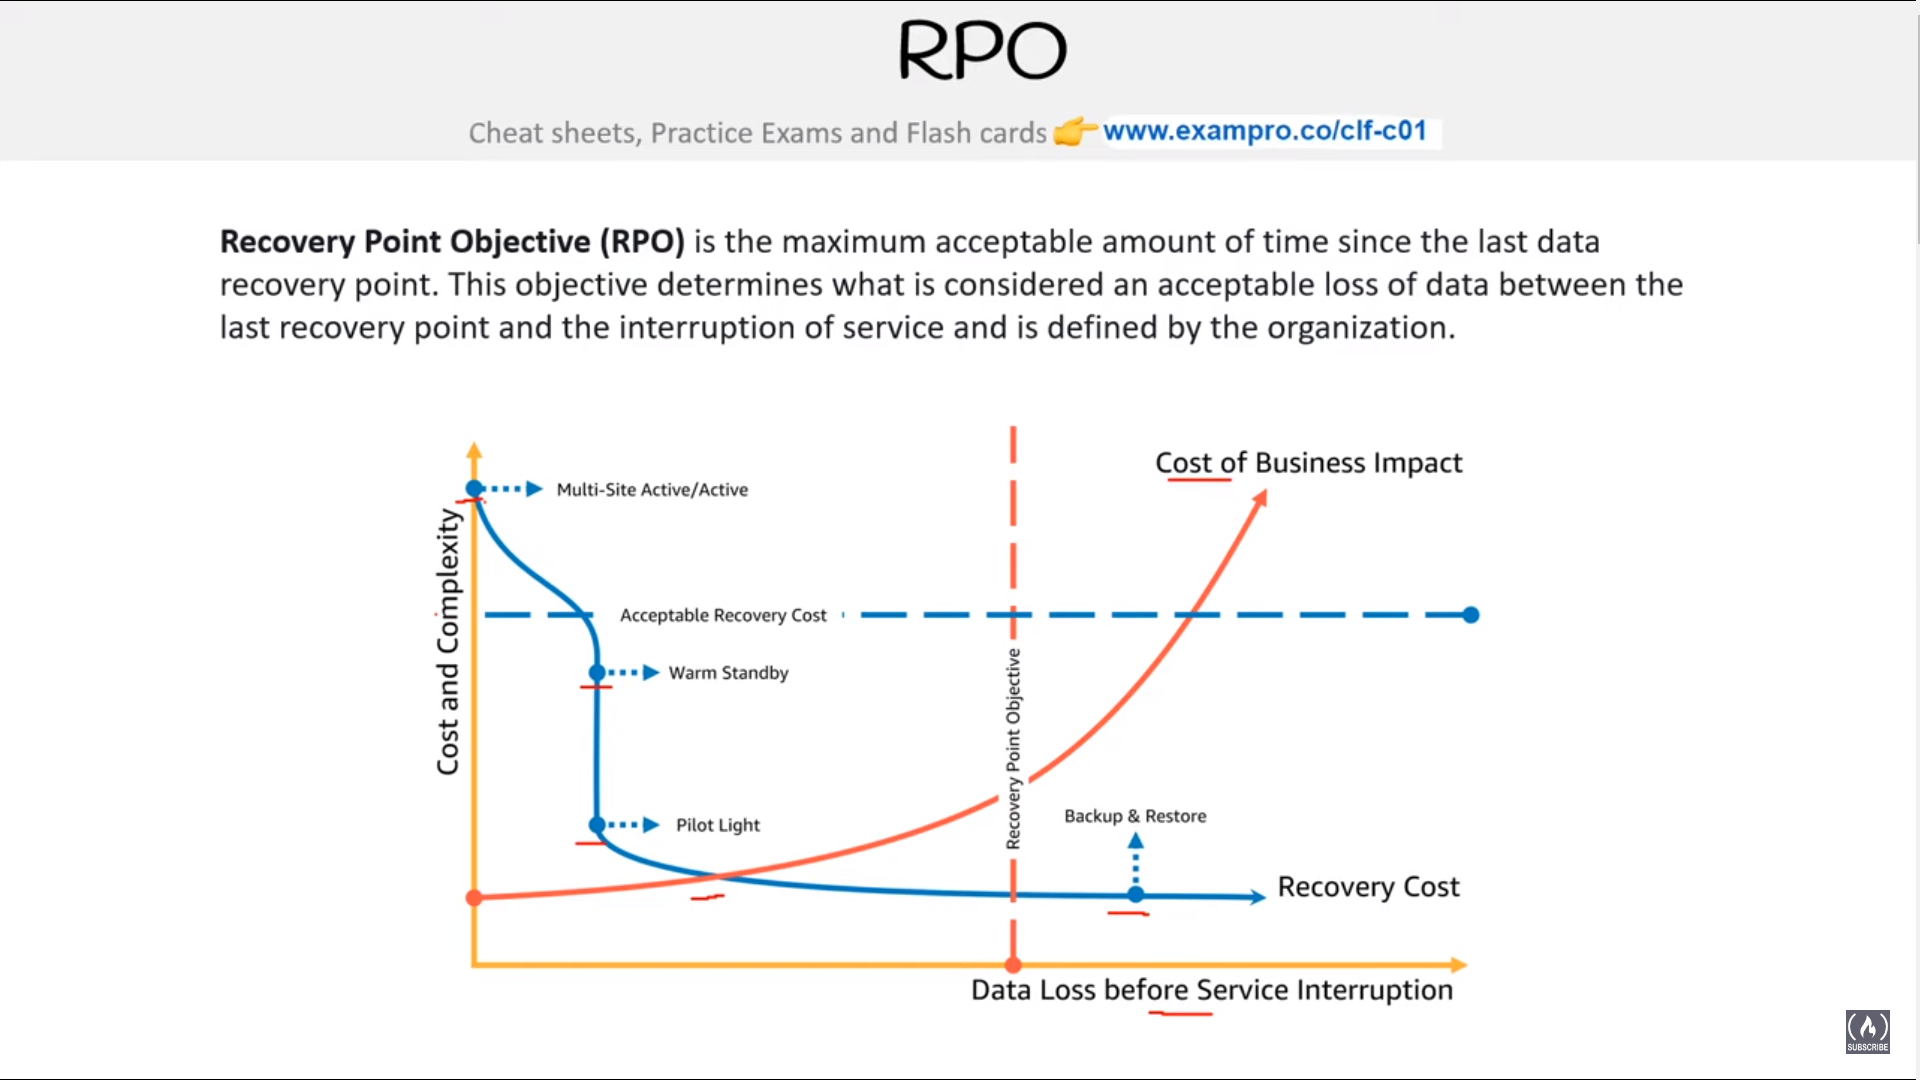 RPO
Cheat sheets, Practice Exams and Flash cards 👉 www.exampro.co/clf-c01
Recovery Point Objective (RPO) is the maximum acceptable amount of time since the last data
recovery point. This objective determines what is considered an acceptable loss of data between the
last recovery point and the interruption of service and is defined by the organization.
Cost of Business Impact
Multi-Site Active/Active
Cost and Complexity
Acceptable Recovery Cost
Warm Standby
Recovery Point Objective
Backup & Restore
Pilot Light
Recovery Cost
Data Loss before Service Interruption
SUBSCRIBE